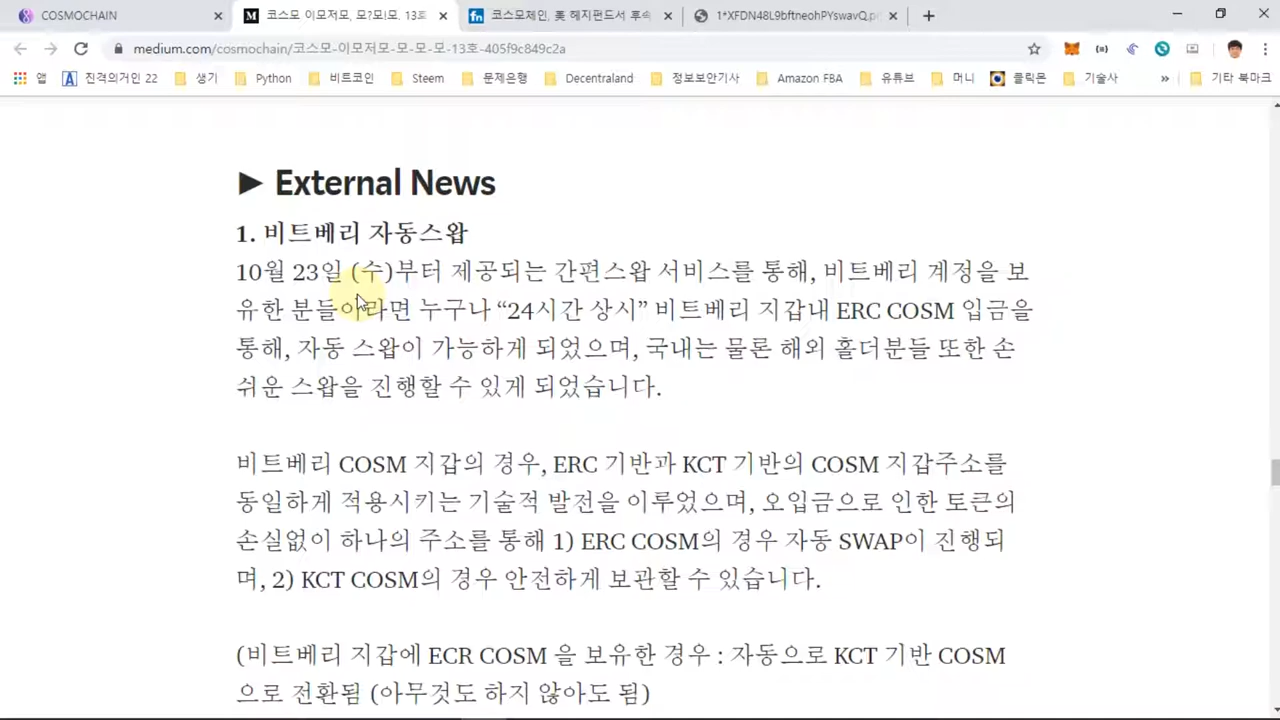 COSMOCHAIN
코스모 이모저모, 모?모!모. 13호
코스모체인, 美 헤지펀드서 후속
1*XFDN48L9bftneohPYswavQ.p
medium.com/cosmochain/코스모-이모저모-모-모-모-13호-405f9c849c2a
앱 진격의거인 22 생기 Python 비트코인 Steem 문제은행 Decentraland 정보보안기사 Amazon FBA 유튜브 머니 클릭몬 기술사 » 기타 북마크
► External News
1. 비트베리 자동스왑
10월 23일 (수)부터 제공되는 간편스왑 서비스를 통해, 비트베리 계정을 보
유한 분들이라면 누구나 “24시간 상시” 비트베리 지갑내 ERC COSM 입금을
통해, 자동 스왑이 가능하게 되었으며, 국내는 물론 해외 홀더분들 또한 손
쉬운 스왑을 진행할 수 있게 되었습니다.
비트베리 COSM 지갑의 경우, ERC 기반과 KCT 기반의 COSM 지갑주소를
동일하게 적용시키는 기술적 발전을 이루었으며, 오입금으로 인한 토큰의
손실없이 하나의 주소를 통해 1) ERC COSM의 경우 자동 SWAP이 진행되
며, 2) KCT COSM의 경우 안전하게 보관할 수 있습니다.
(비트베리 지갑에 ECR COSM 을 보유한 경우 : 자동으로 KCT 기반 COSM
으로 전환됨 (아무것도 하지 않아도 됨)